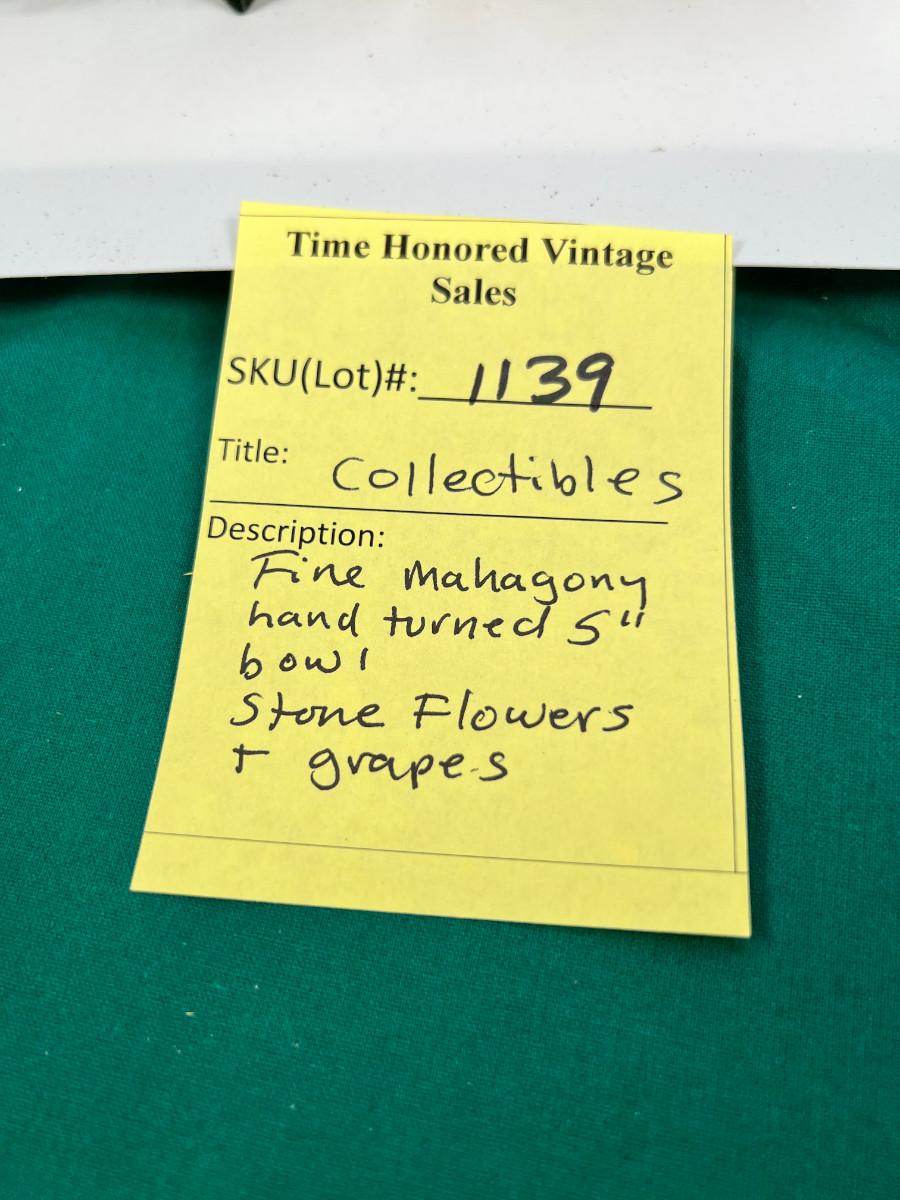 Time Honored Vintage
Sales
SKU(Lot)#: 1139
Title: Collectibles
Description:
Fine Mahagony
hand turned 5"
bowl
Stone Flowers
+ grapes